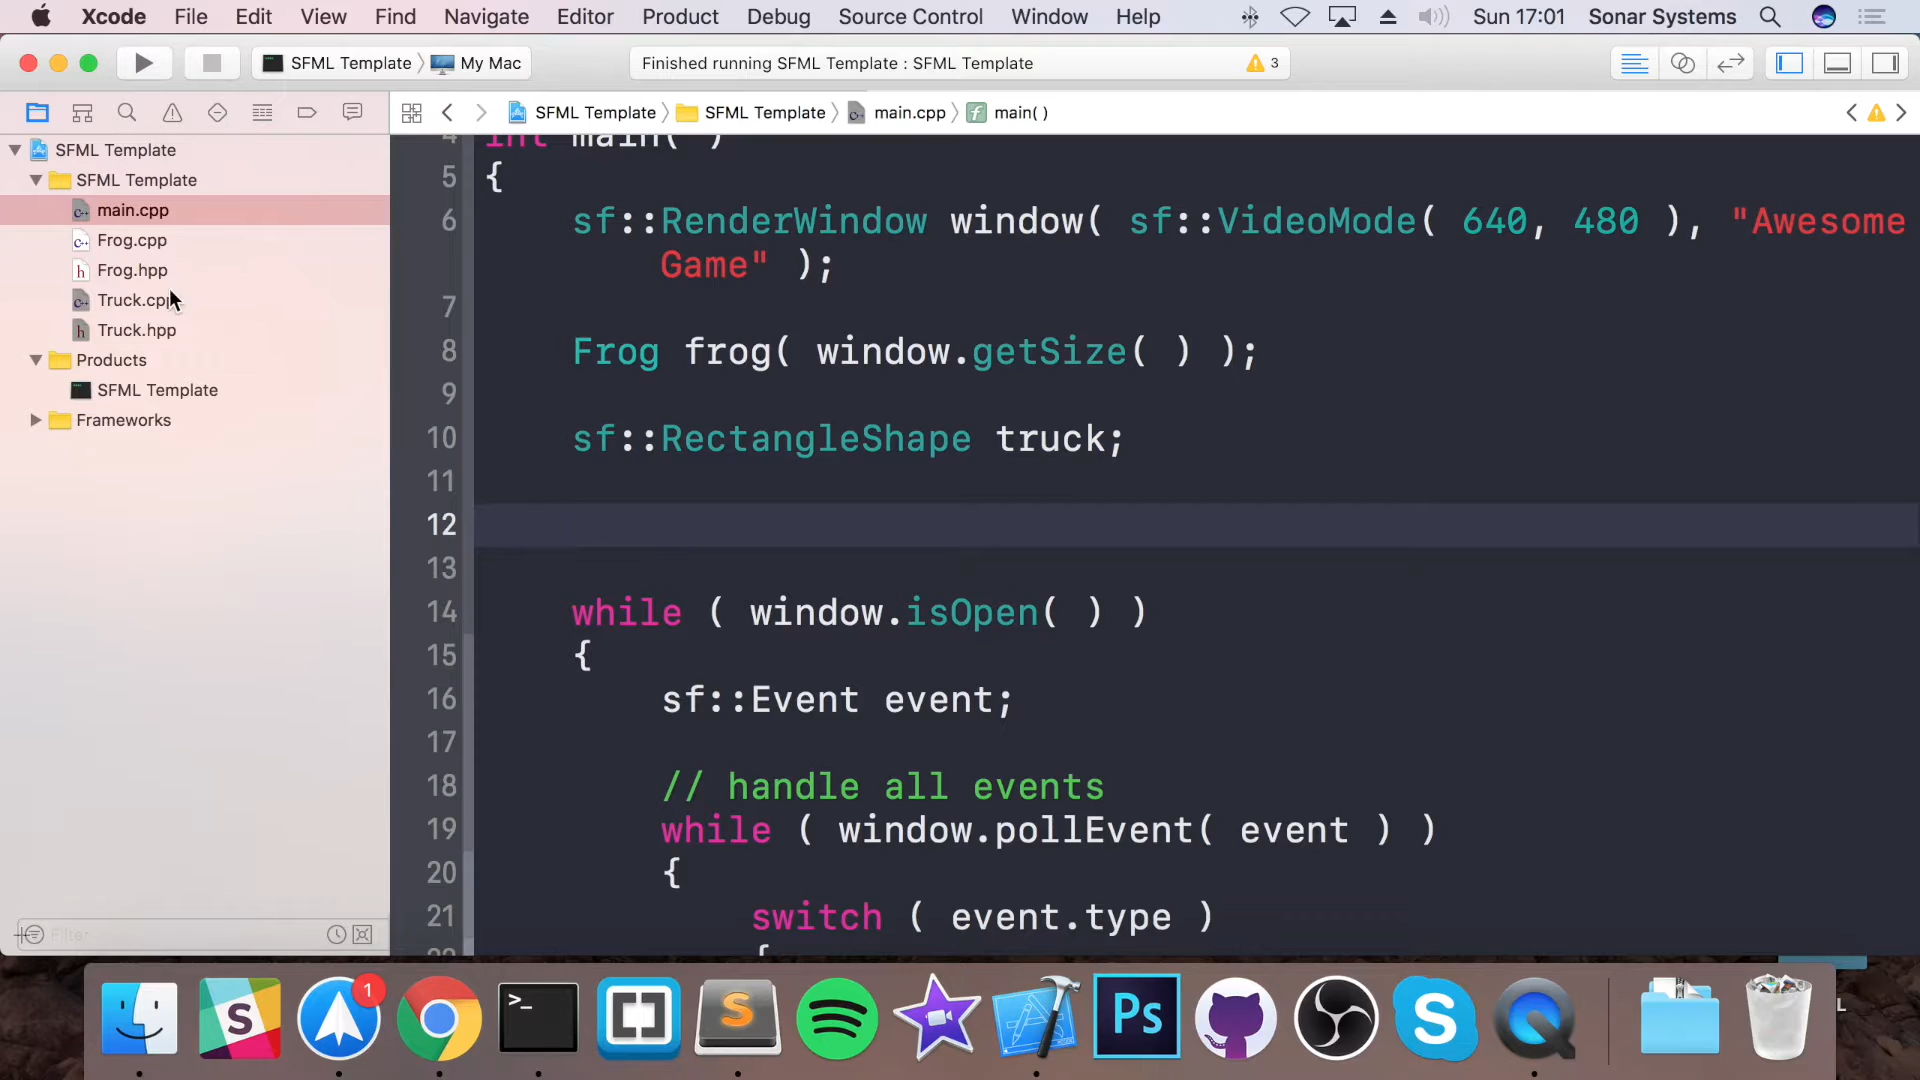 Xcode File Edit View Find Navigate Editor Product Debug Source Control Window Help Sun 17:01 Sonar Systems
SFML Template My Mac Finished running SFML Template : SFML Template 3
SFML Template SFML Template main.cpp main( )
SFML Template
SFML Template
main.cpp
Frog.cpp
Frog.hpp
Truck.cpp
Truck.hpp
Products
SFML Template
Frameworks
Filter
4 int main( )
5 {
6 sf::RenderWindow window( sf::VideoMode( 640, 480 ), "Awesome
Game" );
7
8 Frog frog( window.getSize( ) );
9
10 sf::RectangleShape truck;
11
12
13
14 while ( window.isOpen( ) )
15 {
16 sf::Event event;
17
18 // handle all events
19 while ( window.pollEvent( event ) )
20 {
21 switch ( event.type )
{
1
S
>_
S
Ps
S